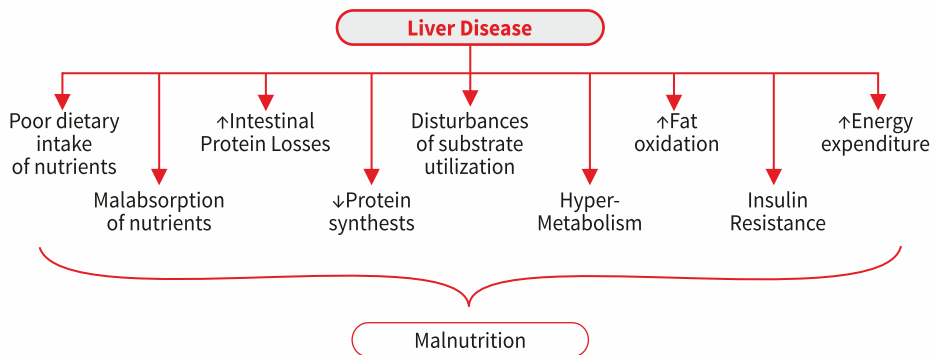 Liver Disease
Poor dietary
intake
of nutrients
Malabsorption
of nutrients
↑Intestinal
Protein Losses
↓Protein
synthests
Disturbances
of substrate
utilization
Hyper-
Metabolism
↑Fat
oxidation
Insulin
Resistance
↑Energy
expenditure
Malnutrition